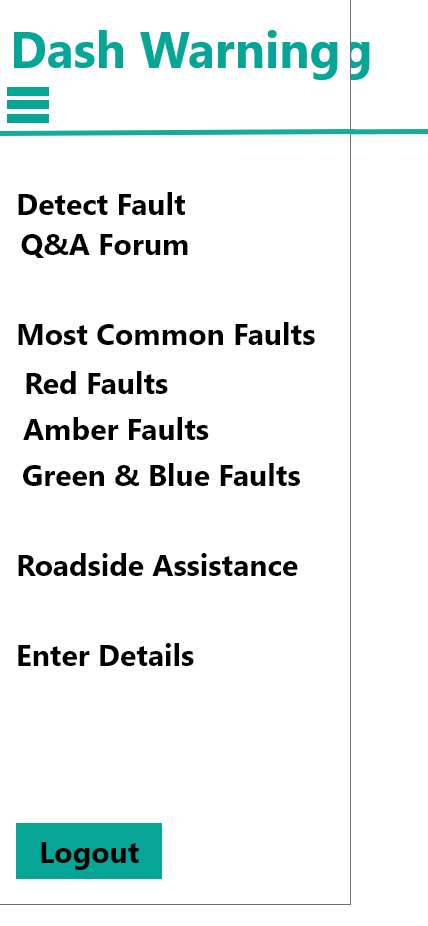 Dash Warningg
Detect Fault
Q&A Forum
Most Common Faults
Red Faults
Amber Faults
Green & Blue Faults
Roadside Assistance
Enter Details
Logout